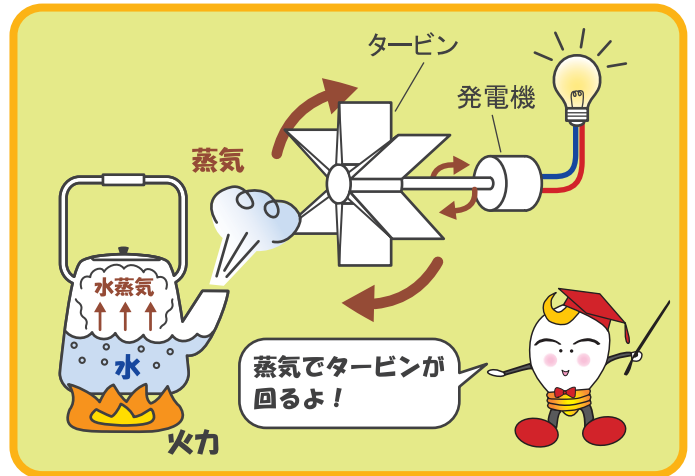 タービン
発電機
蒸気
水蒸気
水
火力
蒸気でタービンが
回るよ！